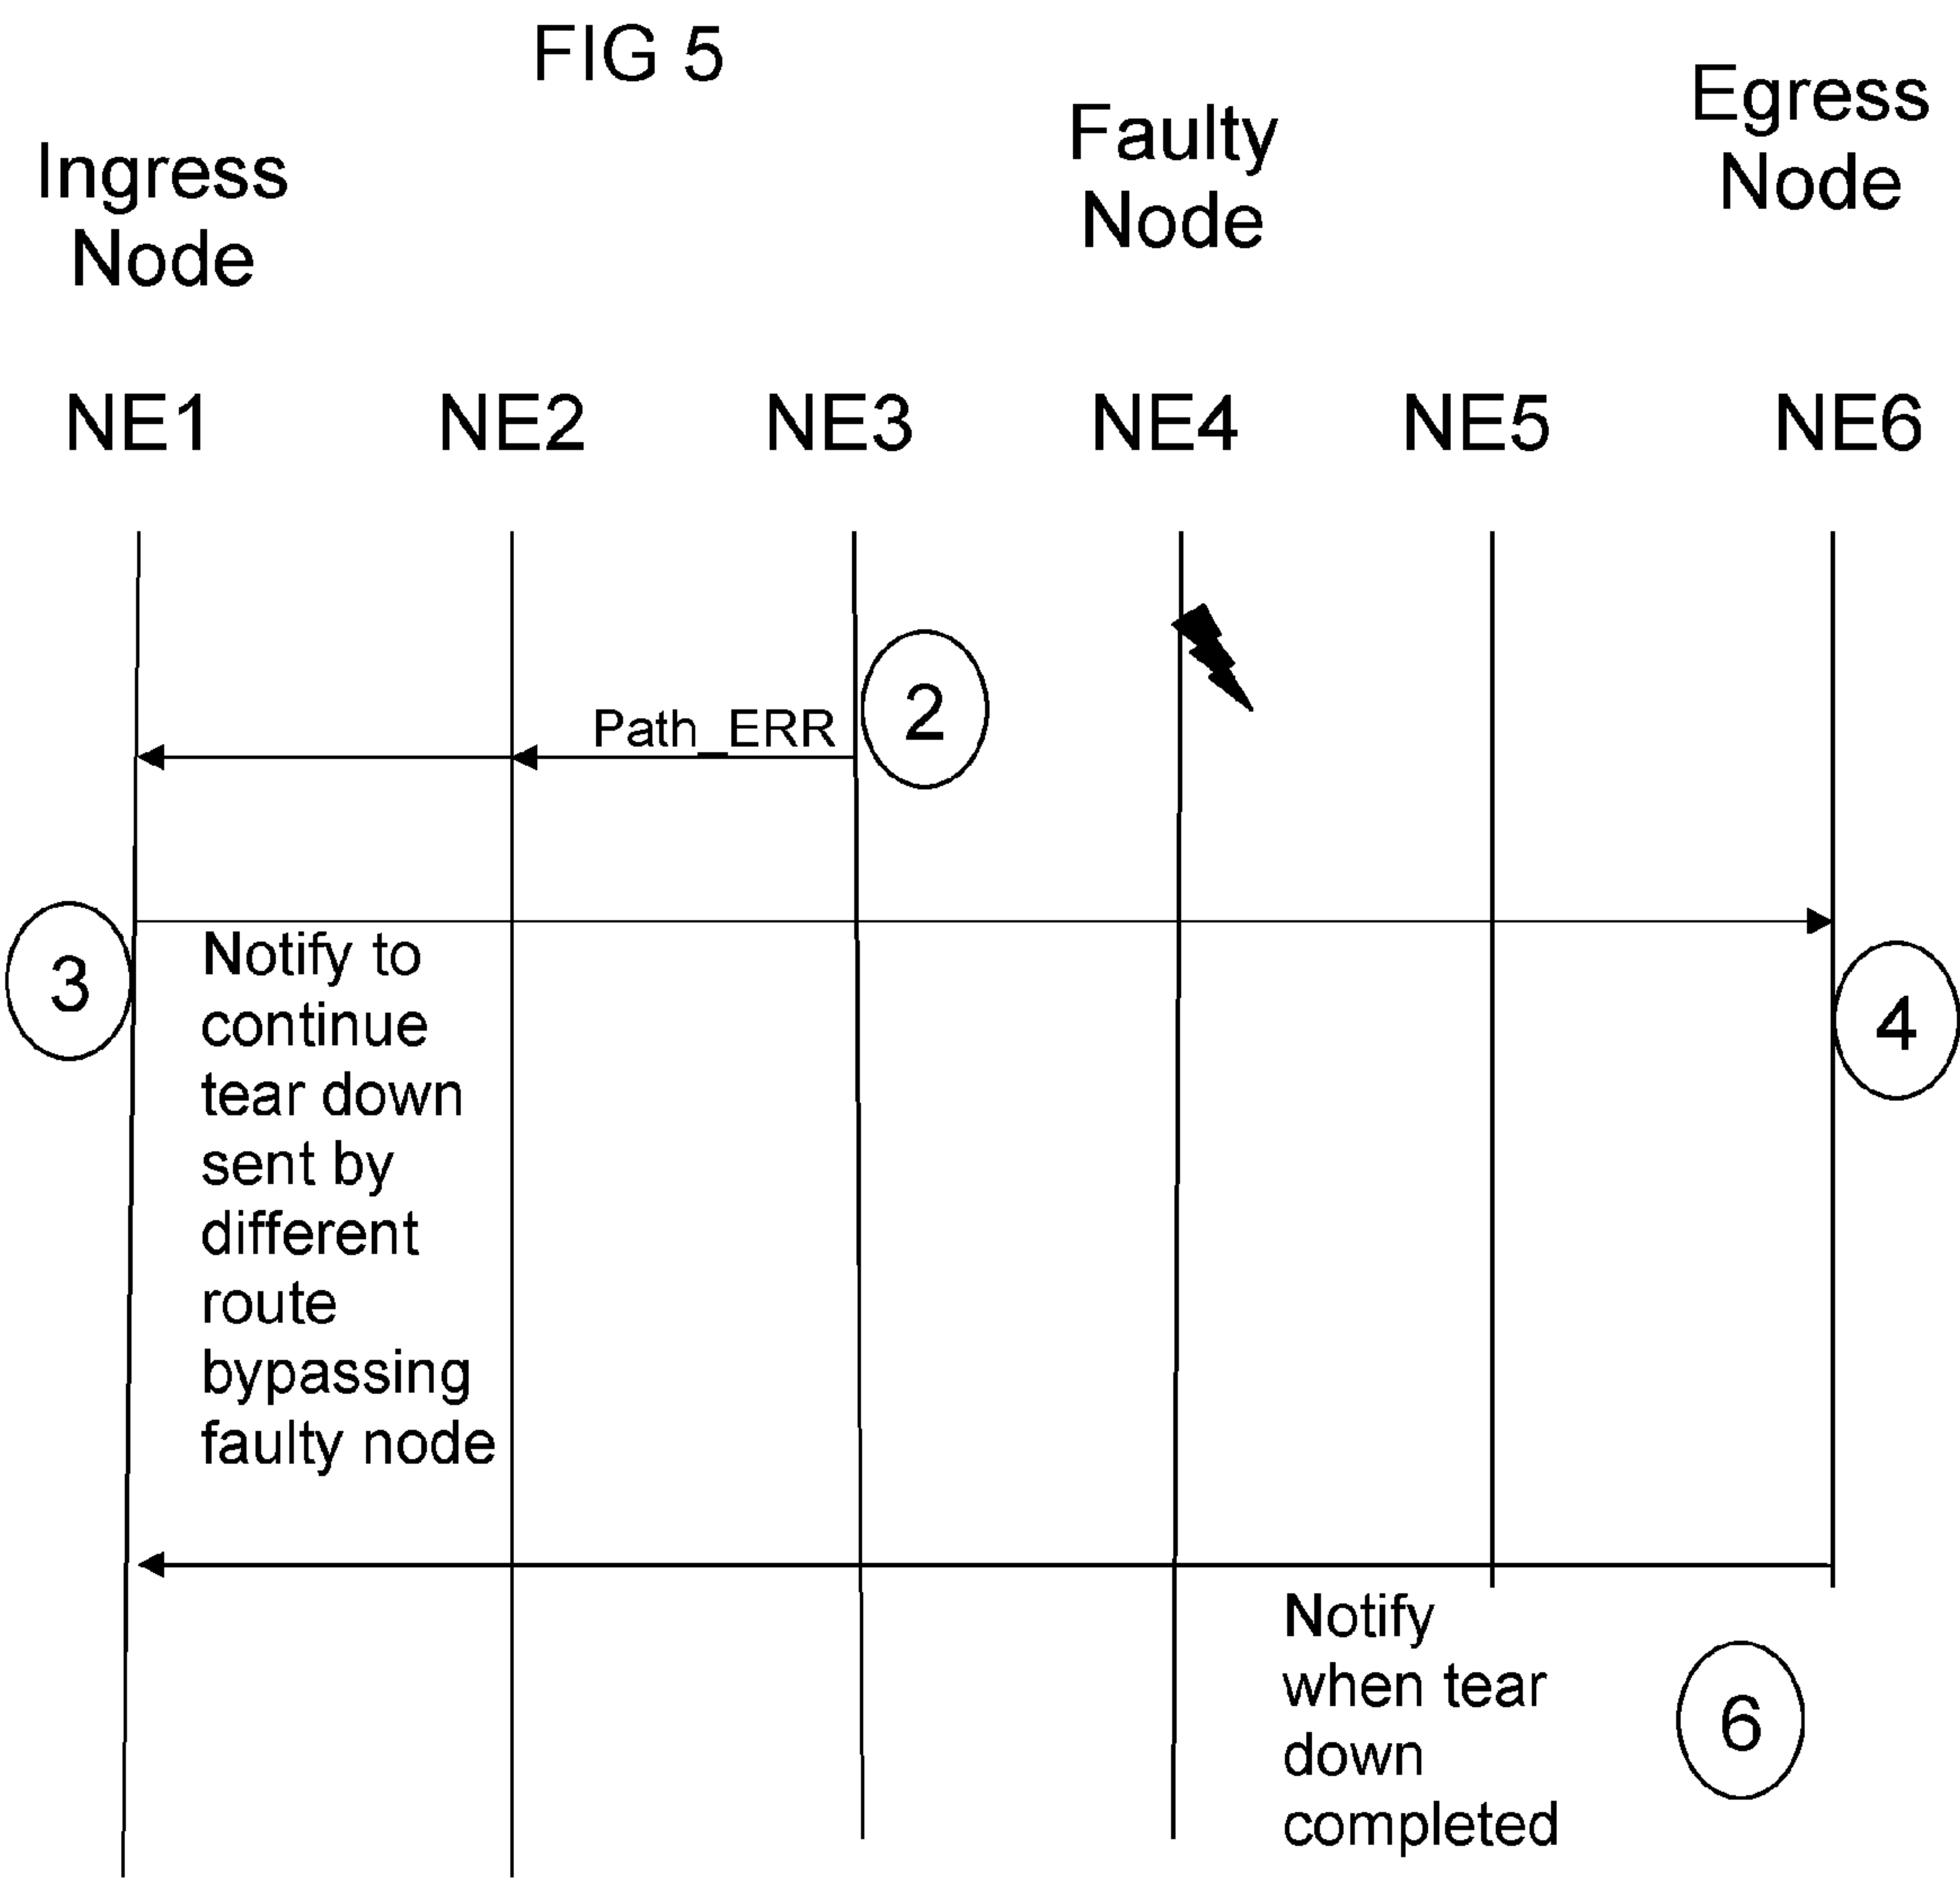 FIG 5
Ingress
Node
Faulty
Node
Egress
Node
NE1 NE2 NE3 NE4 NE5 NE6
Path_ERR
2
3
Notify to
continue
tear down
sent by
different
route
bypassing
faulty node
4
Notify
when tear
down
completed
6